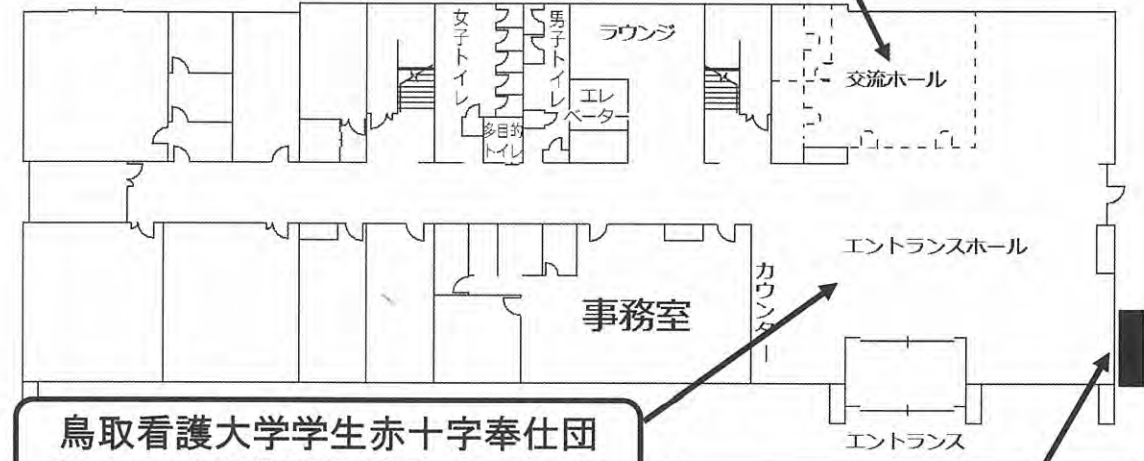 女子トイレ
男子トイレ
ラウンジ
エレ
ベーター
多目的
トイレ
交流ホール
エントランスホール
カウンター
事務室
エントランス
鳥取看護大学学生赤十字奉仕団